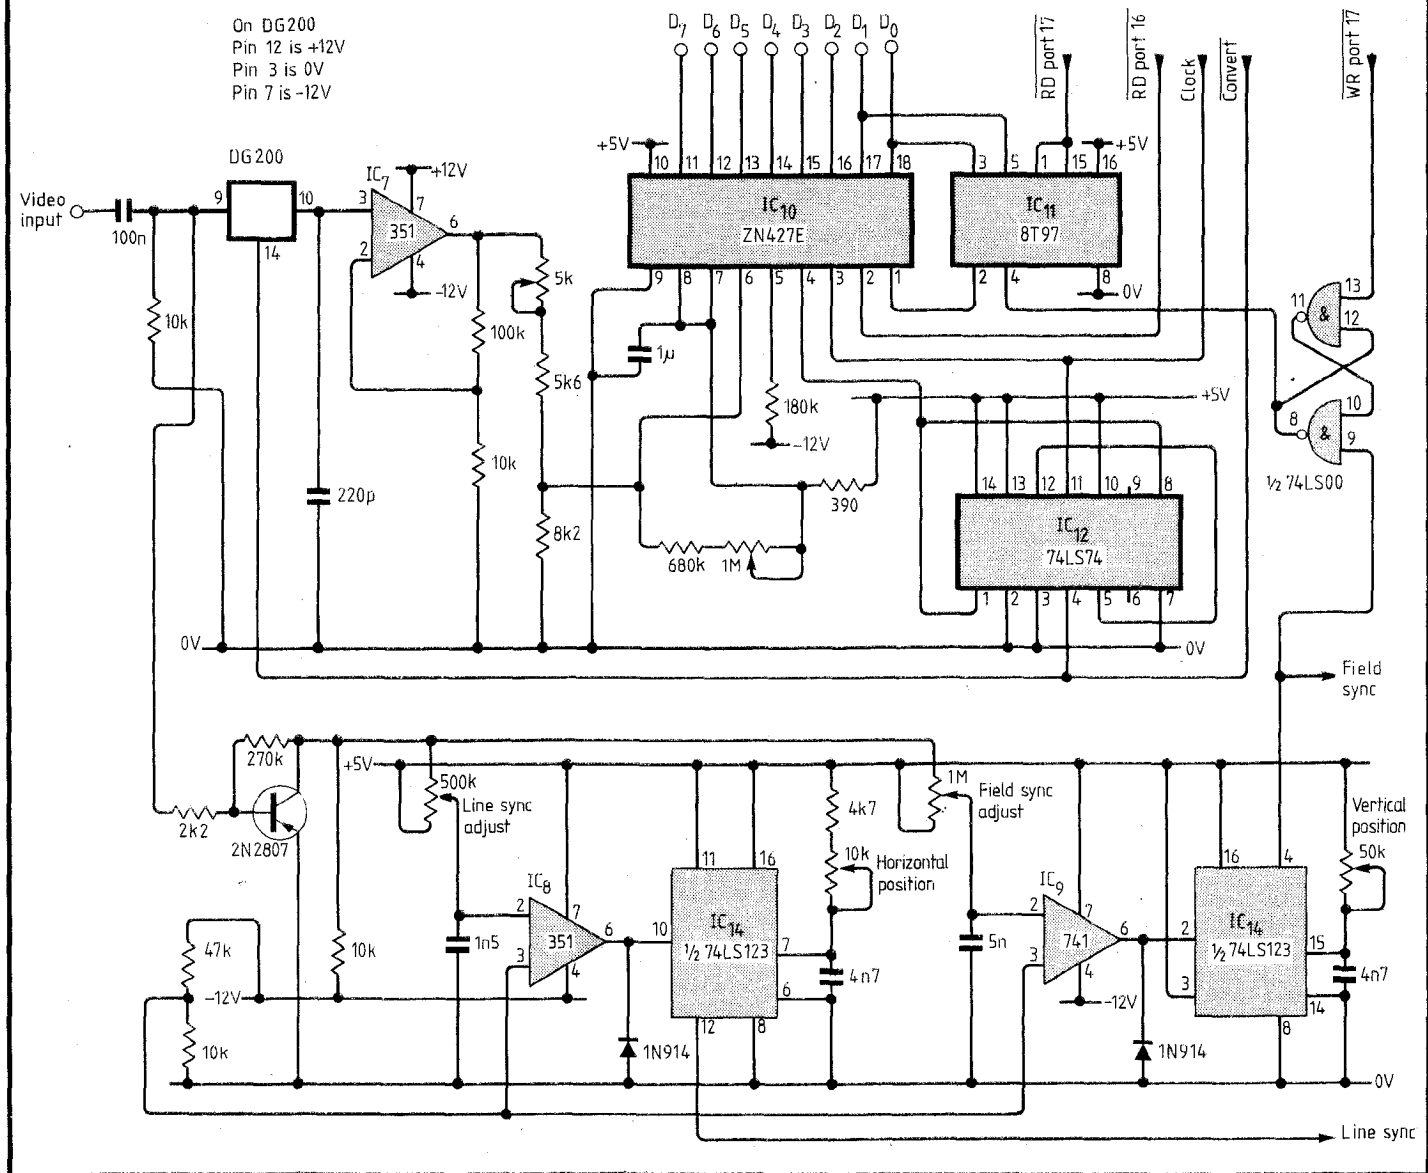 On DG200
Pin 12 is +12V
Pin 3 is 0V
Pin 7 is -12V
D7 D6 D5 D4 D3 D2 D1 D0
RD port 17
RD port 16
Clock
Convert
WR port 17
+5V
10 11 12 13 14 15 16 17 18
3 5 1 15 16
+5V
DG200
9 10
14
Video
input
100n
IC7
+12V
3 7
351 6
2 4
-12V
IC10
ZN427E
IC11
8T97
9 8 7 6 5 4 3 2 1
2 4 8
0V
11 & 13
12
10k
100k
5k
5k6
1µ
180k
-12V
+5V
8 & 10
9
½ 74LS00
220p
10k
8k2
390
680k 1M
14 13 12 11 10 9 8
IC12
74LS74
1 2 3 4 5 6 7
0V
0V
Field
sync
270k
+5V
500k
Line sync
adjust
1M
Field sync
adjust
4k7
10k
Horizontal
position
Vertical
position
50k
2k2
2N2807
IC8
2 7
351 6
3 4
1n5
11 16
10 IC14 7
½ 74LS123
6
12 8
4n7
IC9
2 7
741 6
3 4
-12V
5n
16 4
2 IC14 15
½ 74LS123
3 14
8
4n7
47k
-12V
10k
10k
1N914
1N914
0V
Line sync